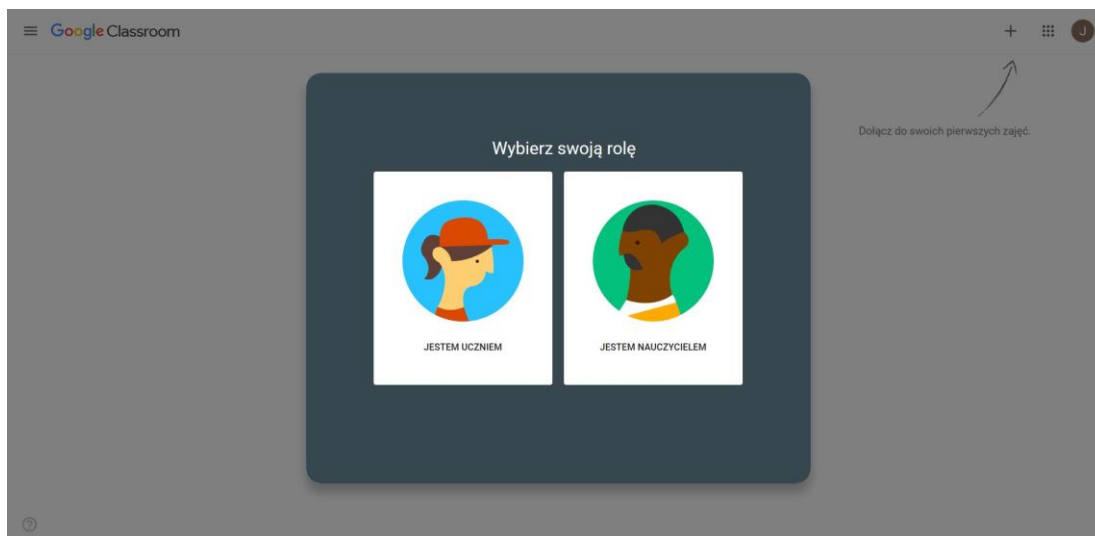 Google Classroom
J
Dołącz do swoich pierwszych zajęć.
Wybierz swoją rolę
JESTEM UCZNIEM
JESTEM NAUCZYCIELEM